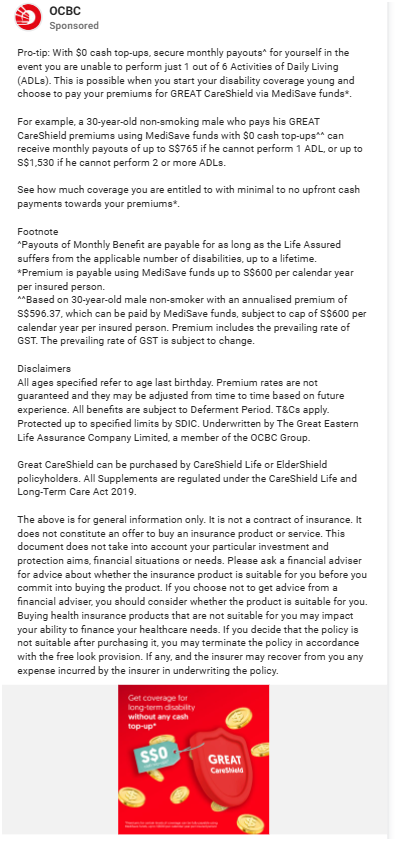 OCBC
Sponsored
Pro-tip: With $0 cash top-ups, secure monthly payouts^ for yourself in the
event you are unable to perform just 1 out of 6 Activities of Daily Living
(ADLs). This is possible when you start your disability coverage young and
choose to pay your premiums for GREAT CareShield via MediSave funds*.
For example, a 30-year-old non-smoking male who pays his GREAT
CareShield premiums using MediSave funds with $0 cash top-ups^^ can
receive monthly payouts of up to S$765 if he cannot perform 1 ADL, or up to
S$1,530 if he cannot perform 2 or more ADLs.
See how much coverage you are entitled to with minimal to no upfront cash
payments towards your premiums*.
Footnote
^Payouts of Monthly Benefit are payable for as long as the Life Assured
suffers from the applicable number of disabilities, up to a lifetime.
*Premium is payable using MediSave funds up to S$600 per calendar year
per insured person.
^^Based on 30-year-old male non-smoker with an annualised premium of
S$596.37, which can be paid by MediSave funds, subject to cap of S$600 per
calendar year per insured person. Premium includes the prevailing rate of
GST. The prevailing rate of GST is subject to change.
Disclaimers
All ages specified refer to age last birthday. Premium rates are not
guaranteed and they may be adjusted from time to time based on future
experience. All benefits are subject to Deferment Period. T&Cs apply.
Protected up to specified limits by SDIC. Underwritten by The Great Eastern
Life Assurance Company Limited, a member of the OCBC Group.
Great CareShield can be purchased by CareShield Life or ElderShield
policyholders. All Supplements are regulated under the CareShield Life and
Long-Term Care Act 2019.
The above is for general information only. It is not a contract of insurance. It
does not constitute an offer to buy an insurance product or service. This
document does not take into account your particular investment and
protection aims, financial situations or needs. Please ask a financial adviser
for advice about whether the insurance product is suitable for you before you
commit into buying the product. If you choose not to get advice from a
financial adviser, you should consider whether the product is suitable for you.
Buying health insurance products that are not suitable for you may impact
your ability to finance your healthcare needs. If you decide that the policy is
not suitable after purchasing it, you may terminate the policy in accordance
with the free look provision. If any, and the insurer may recover from you any
expense incurred by the insurer in underwriting the policy.
Get coverage for
long-term disability
without any cash
top-up*
S$0
GREAT
CareShield